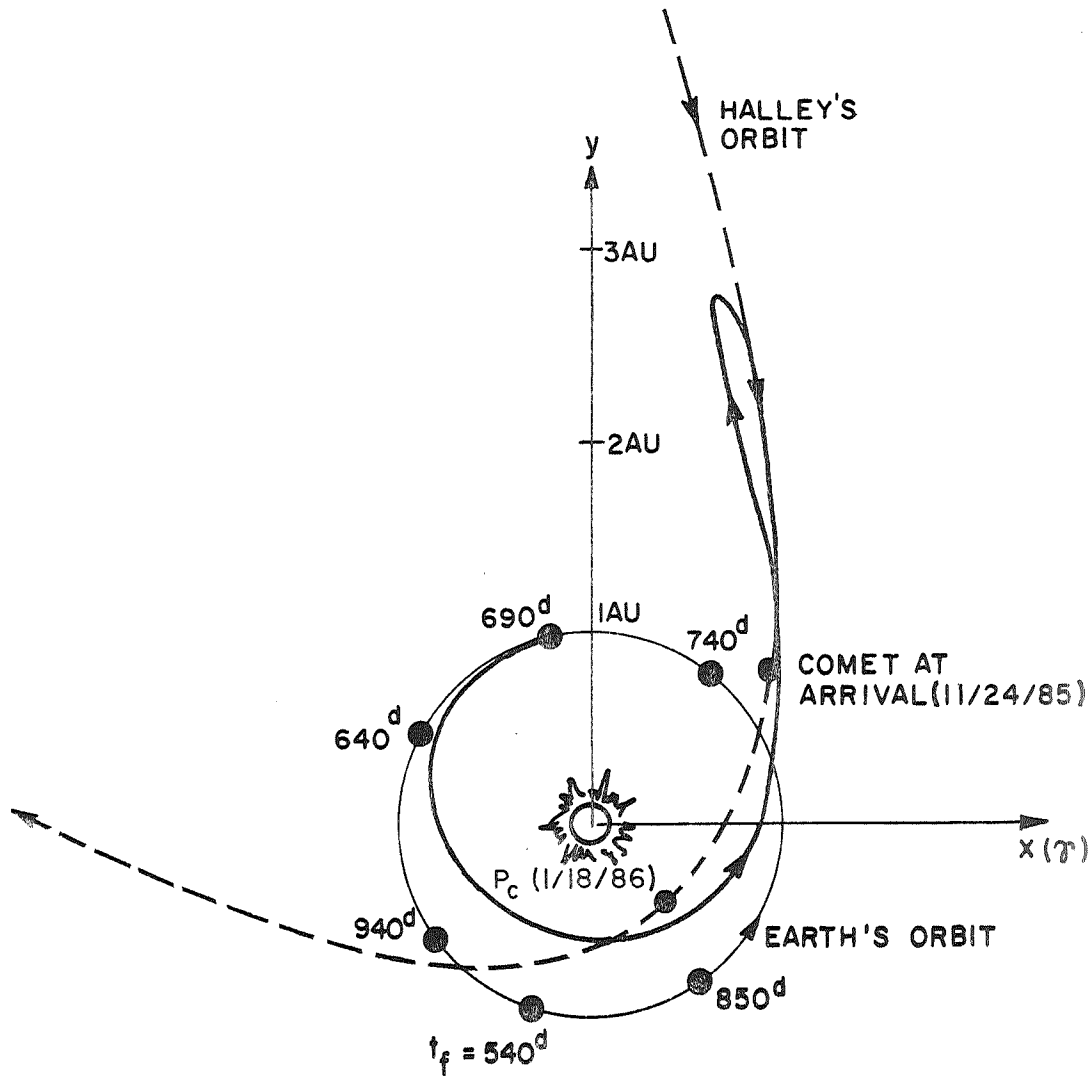 HALLEY'S
ORBIT
y
3AU
2AU
690d
1AU
740d
COMET AT
ARRIVAL(11/24/85)
640d
x (♈)
Pc (1/18/86)
940d
EARTH'S ORBIT
850d
tf = 540d